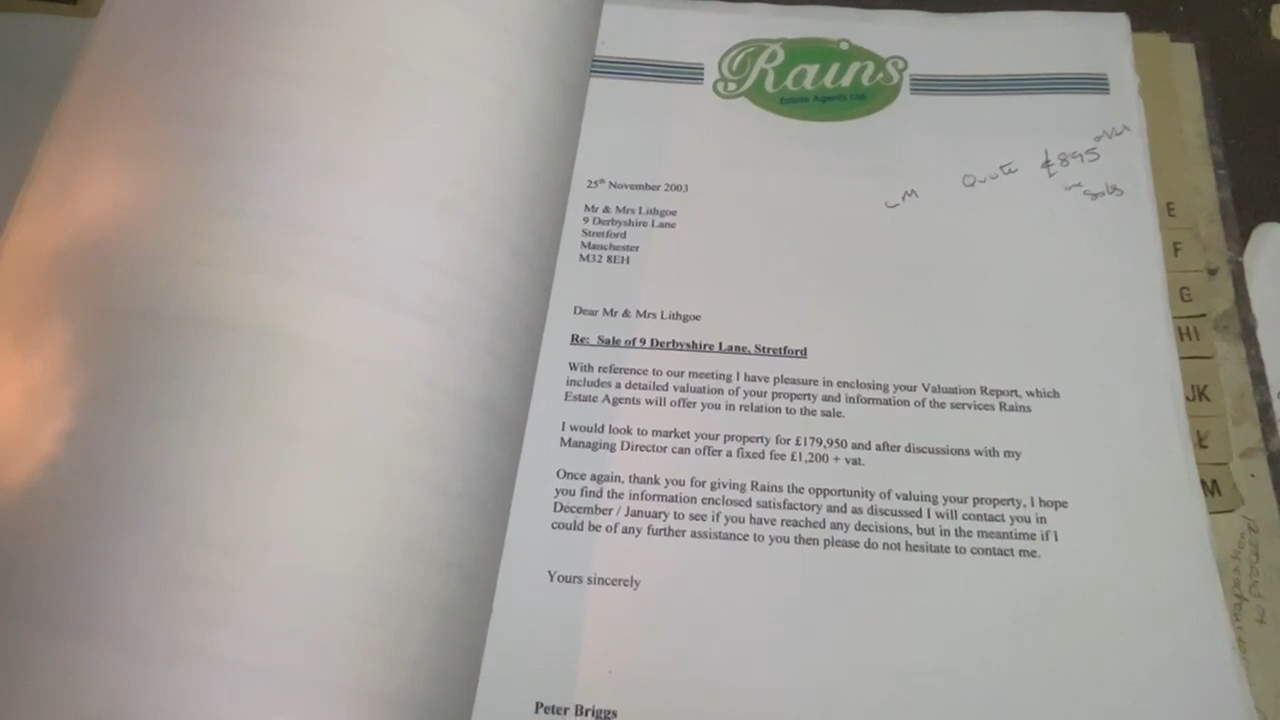 Rains
Estate Agents Ltd
Quote £895
25th November 2003
Mr & Mrs Lithgoe
9 Derbyshire Lane
Stretford
Manchester
M32 8EH
Dear Mr & Mrs Lithgoe
Re: Sale of 9 Derbyshire Lane, Stretford
With reference to our meeting I have pleasure in enclosing your Valuation Report, which
includes a detailed valuation of your property and information of the services Rains
Estate Agents will offer you in relation to the sale.
I would look to market your property for £179,950 and after discussions with my
Managing Director can offer a fixed fee £1,200 + vat.
Once again, thank you for giving Rains the opportunity of valuing your property, I hope
you find the information enclosed satisfactory and as discussed I will contact you in
December / January to see if you have reached any decisions, but in the meantime if I
could be of any further assistance to you then please do not hesitate to contact me.
Yours sincerely
Peter Briggs
E
F
G
HI
JK
L
M